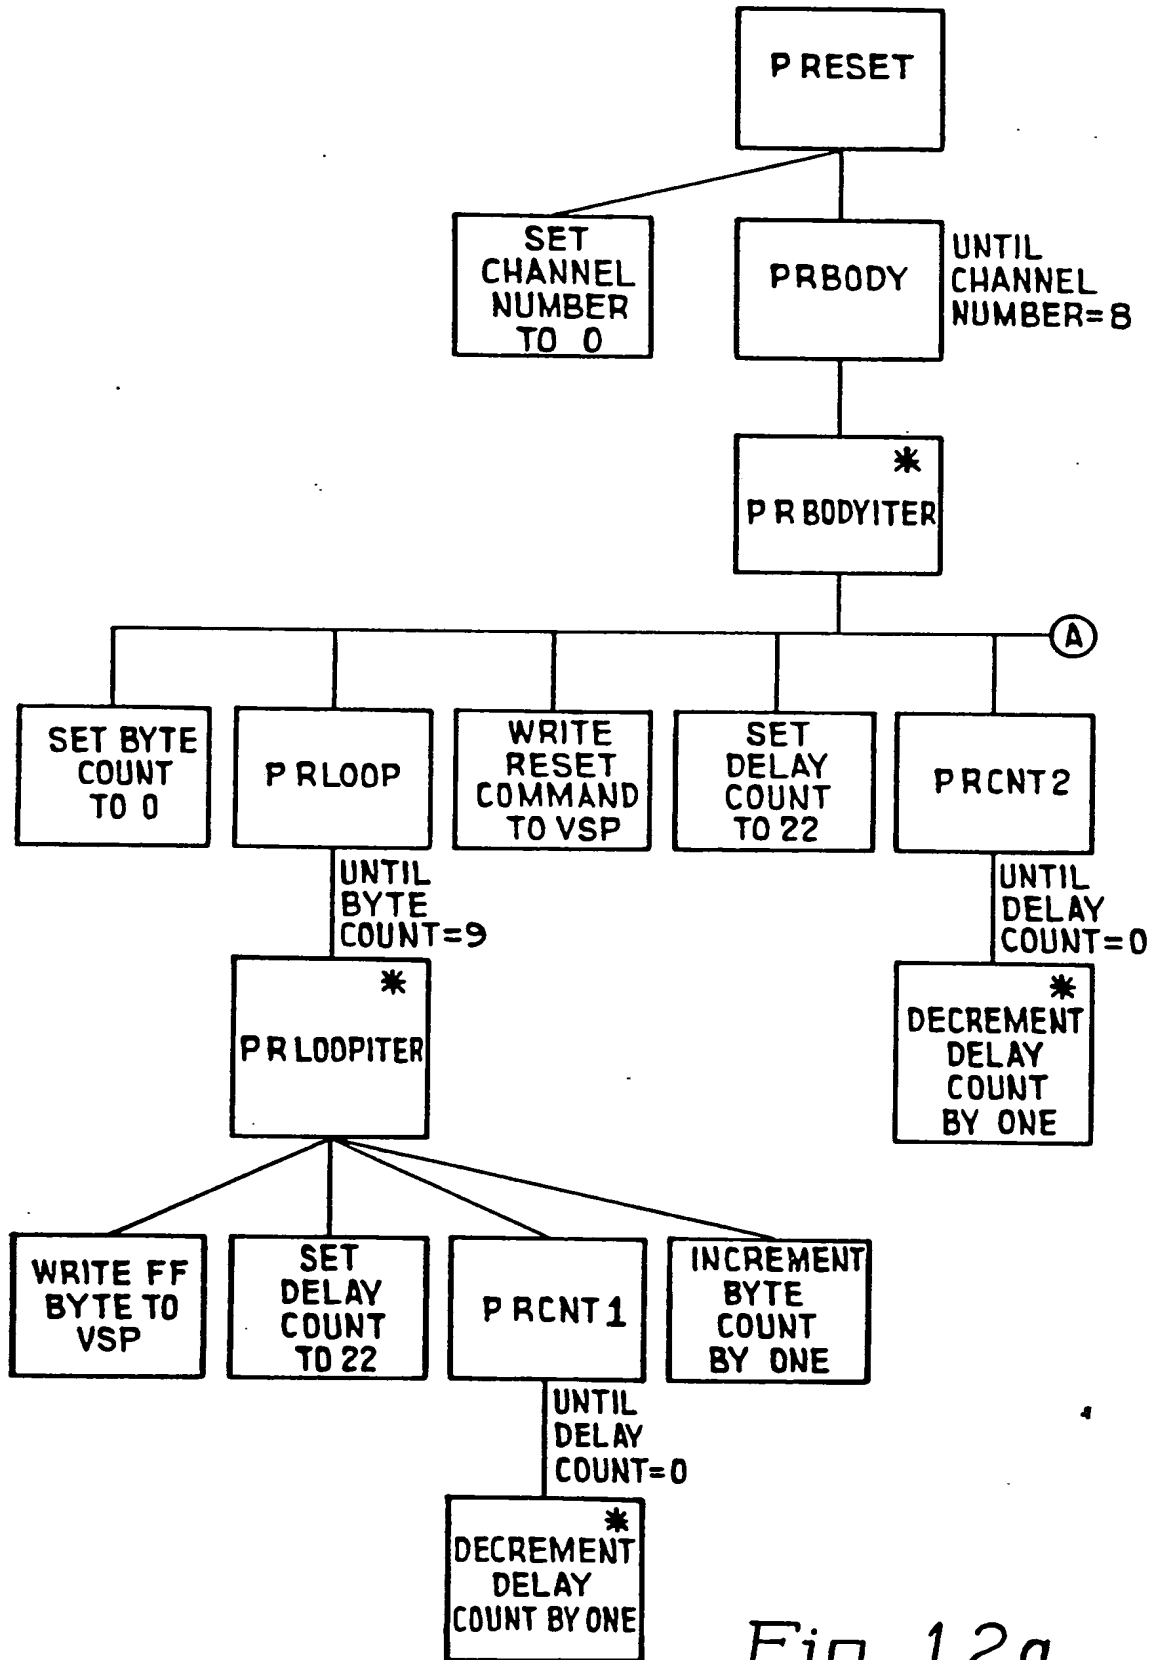 PRESET
SET
CHANNEL
NUMBER
TO 0
PRBODY
UNTIL
CHANNEL
NUMBER=8
*
PRBODYITER
A
SET BYTE
COUNT
TO 0
PRLOOP
WRITE
RESET
COMMAND
TO VSP
SET
DELAY
COUNT
TO 22
PRCNT2
UNTIL
BYTE
COUNT=9
UNTIL
DELAY
COUNT=0
*
PRLOOPITER
*
DECREMENT
DELAY
COUNT
BY ONE
WRITE FF
BYTE TO
VSP
SET
DELAY
COUNT
TO 22
PRCNT1
INCREMENT
BYTE
COUNT
BY ONE
UNTIL
DELAY
COUNT=0
*
DECREMENT
DELAY
COUNT BY ONE
Fig. 12a